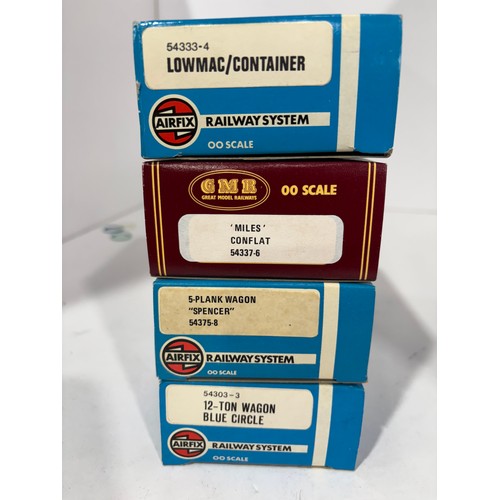 54333-4
LOWMAC/CONTAINER
AIRFIX RAILWAY SYSTEM
OO SCALE
GMR OO SCALE
GREAT MODEL RAILWAYS
'MILES'
CONFLAT
54337-6
5-PLANK WAGON
"SPENCER"
54375-8
AIRFIX RAILWAY SYSTEM
OO SCALE
54303-3
12-TON WAGON
BLUE CIRCLE
AIRFIX RAILWAY SYSTEM
OO SCALE